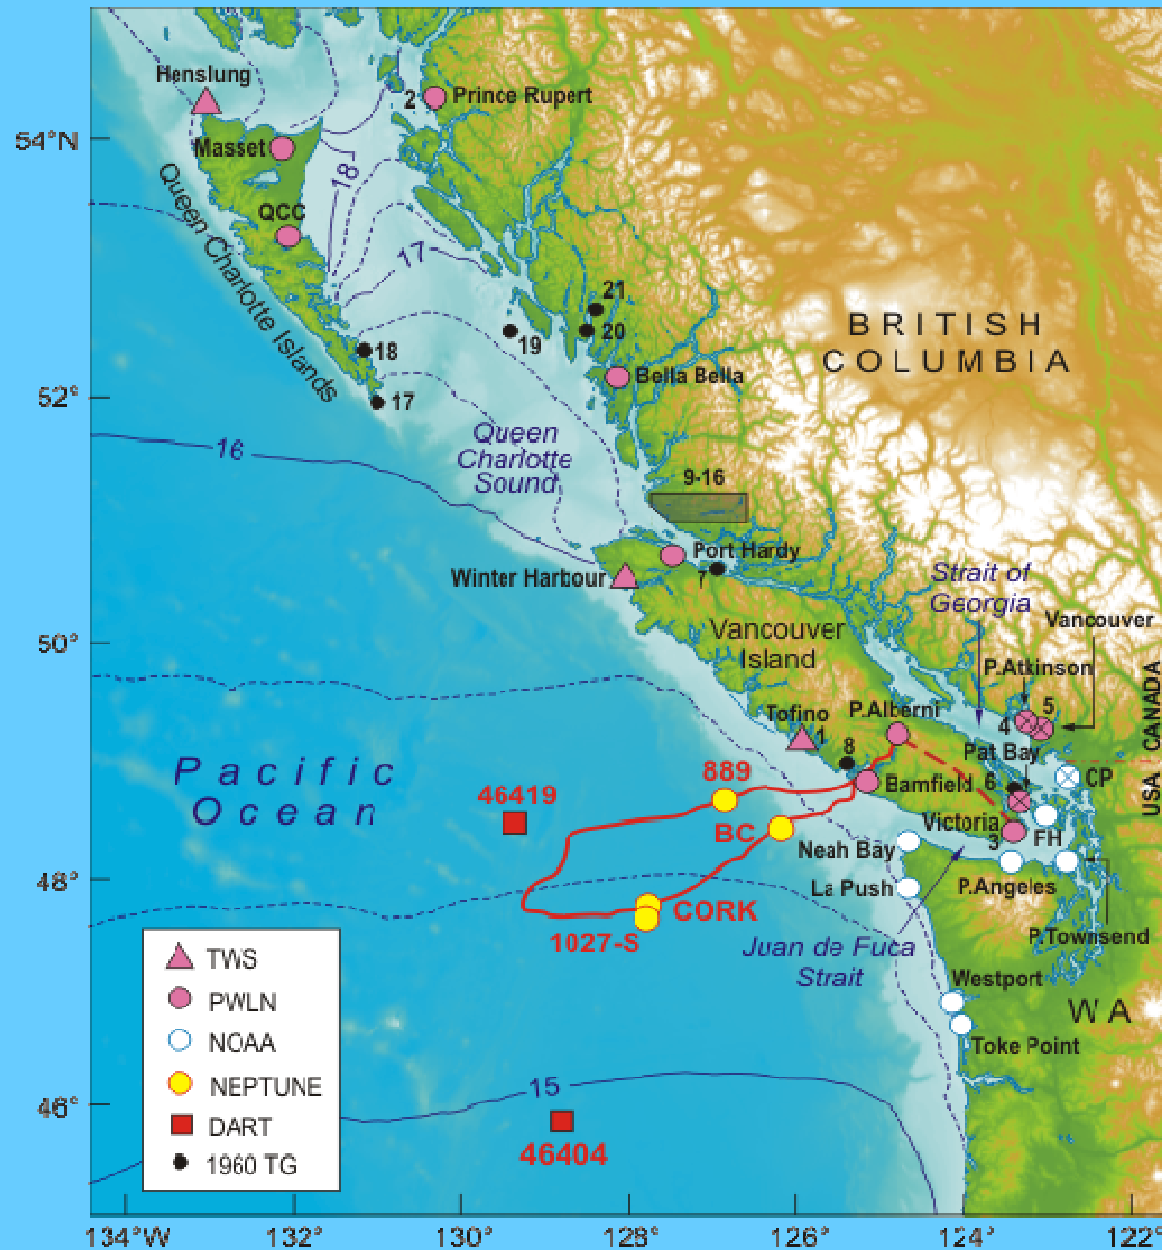 Henslung
2
Prince Rupert
54°N
Masset
18
QCC
Queen Charlotte Islands
17
21
20
19
BRITISH
COLUMBIA
18
Bella Bella
52°
17
16
Queen
Charlotte
Sound
9-16
Port Hardy
7
Winter Harbour
Strait of
Georgia
Vancouver
50°
Vancouver
Island
P.Atkinson
CANADA
USA
Tofino
1
P.Alberni
4
5
8
Pat Bay
Pacific
Ocean
889
46419
Bamfield
6
CP
BC
Victoria
3
FH
Neah Bay
48°
La Push
P.Angeles
CORK
1027-S
P.Townsend
Juan de Fuca
Strait
TWS
Westport
PWLN
WA
NOAA
Toke Point
NEPTUNE
15
46°
DART
46404
1960 TG
134°W
132°
130°
128°
126°
124°
122°